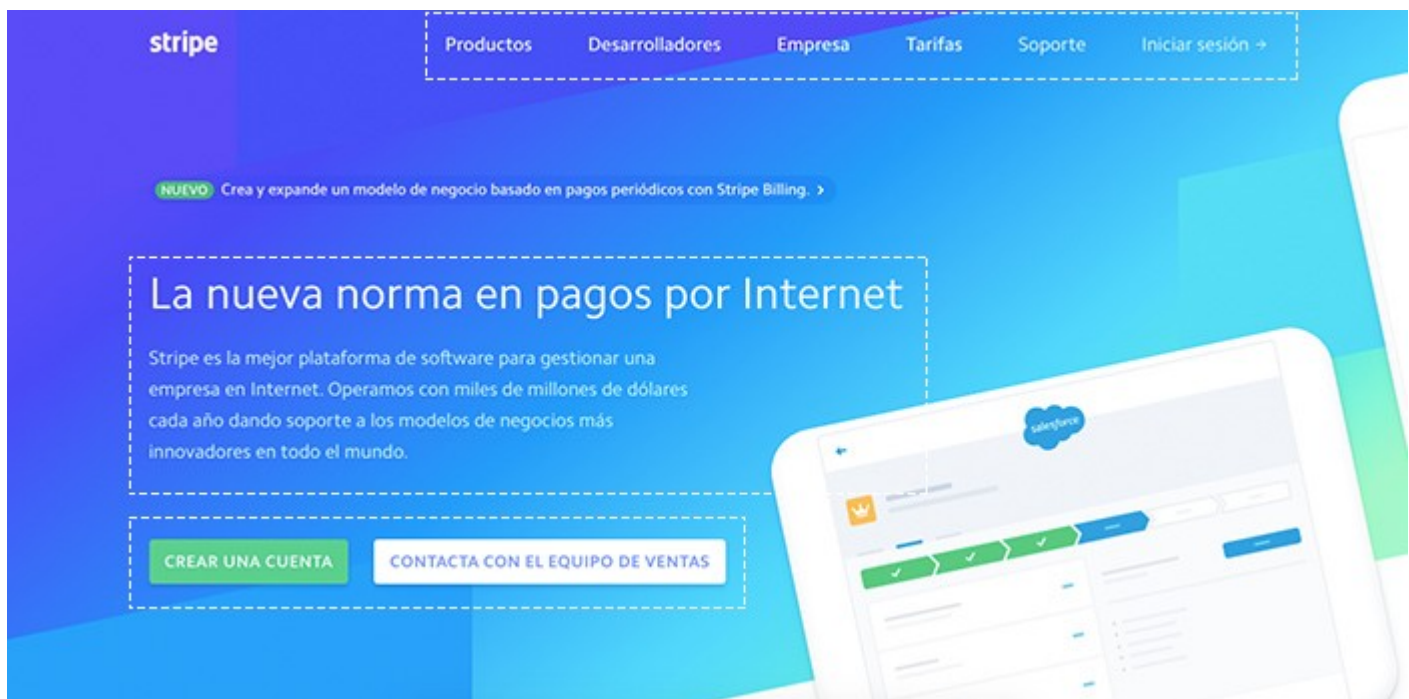 stripe
Productos Desarrolladores Empresa Tarifas Soporte Iniciar sesión →
NUEVO Crea y expande un modelo de negocio basado en pagos periódicos con Stripe Billing. >
La nueva norma en pagos por Internet
Stripe es la mejor plataforma de software para gestionar una
empresa en Internet. Operamos con miles de millones de dólares
cada año dando soporte a los modelos de negocios más
innovadores en todo el mundo.
CREAR UNA CUENTA CONTACTA CON EL EQUIPO DE VENTAS
salesforce